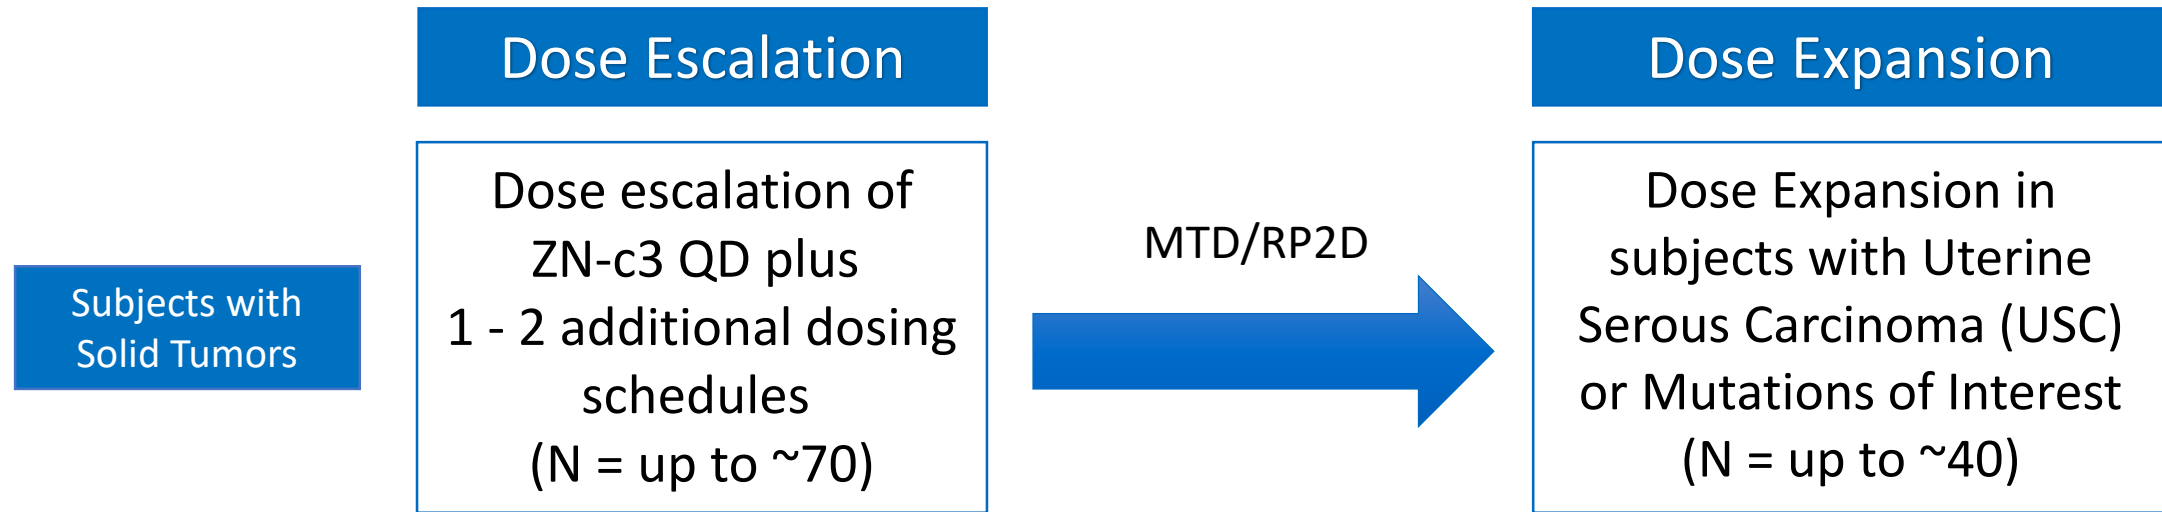 Subjects with
Solid Tumors
Dose Escalation
Dose escalation of
ZN-c3 QD plus
1 - 2 additional dosing
schedules
(N = up to ~70)
MTD/RP2D
Dose Expansion
Dose Expansion in
subjects with Uterine
Serous Carcinoma (USC)
or Mutations of Interest
(N = up to ~40)